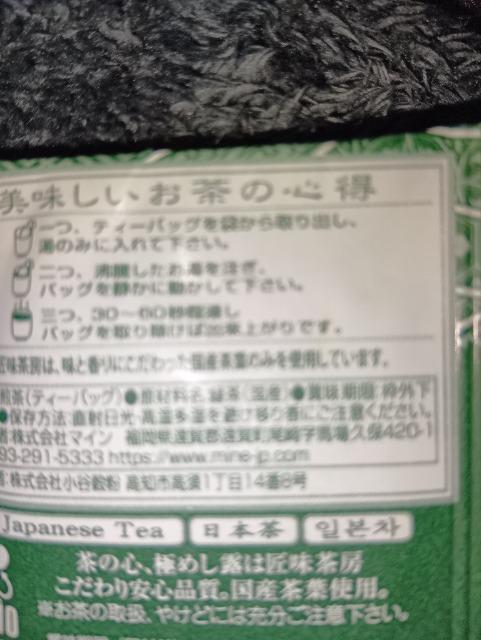 美味しいお茶の心得
一つ、ティーバッグを袋から取り出し、
湯のみに入れて下さい。
二つ、沸騰したお湯を注ぎ、
バッグを静かに動かして下さい。
三つ、30〜60秒程浸し
バッグを取り除けば出来上がりです。
匠味茶房は、味と香りにこだわった国産茶葉のみを使用しています。
煎茶(ティーバッグ)●原材料名:緑茶(国産)●賞味期限:枠外下
●保存方法:直射日光・高温多湿を避け移り香にご注意ください。
者:株式会社マイン 福岡県遠賀郡遠賀町尾崎字馬場久保420-1
93-291-5333 https://www.mine-jp.com
者:株式会社小谷穀粉 高知市高須1丁目14番8号
Japanese Tea 日本茶 일본차
茶の心、極めし露は匠味茶房
こだわり安心品質。国産茶葉使用。
※お茶の取扱、やけどには充分ご注意下さい。